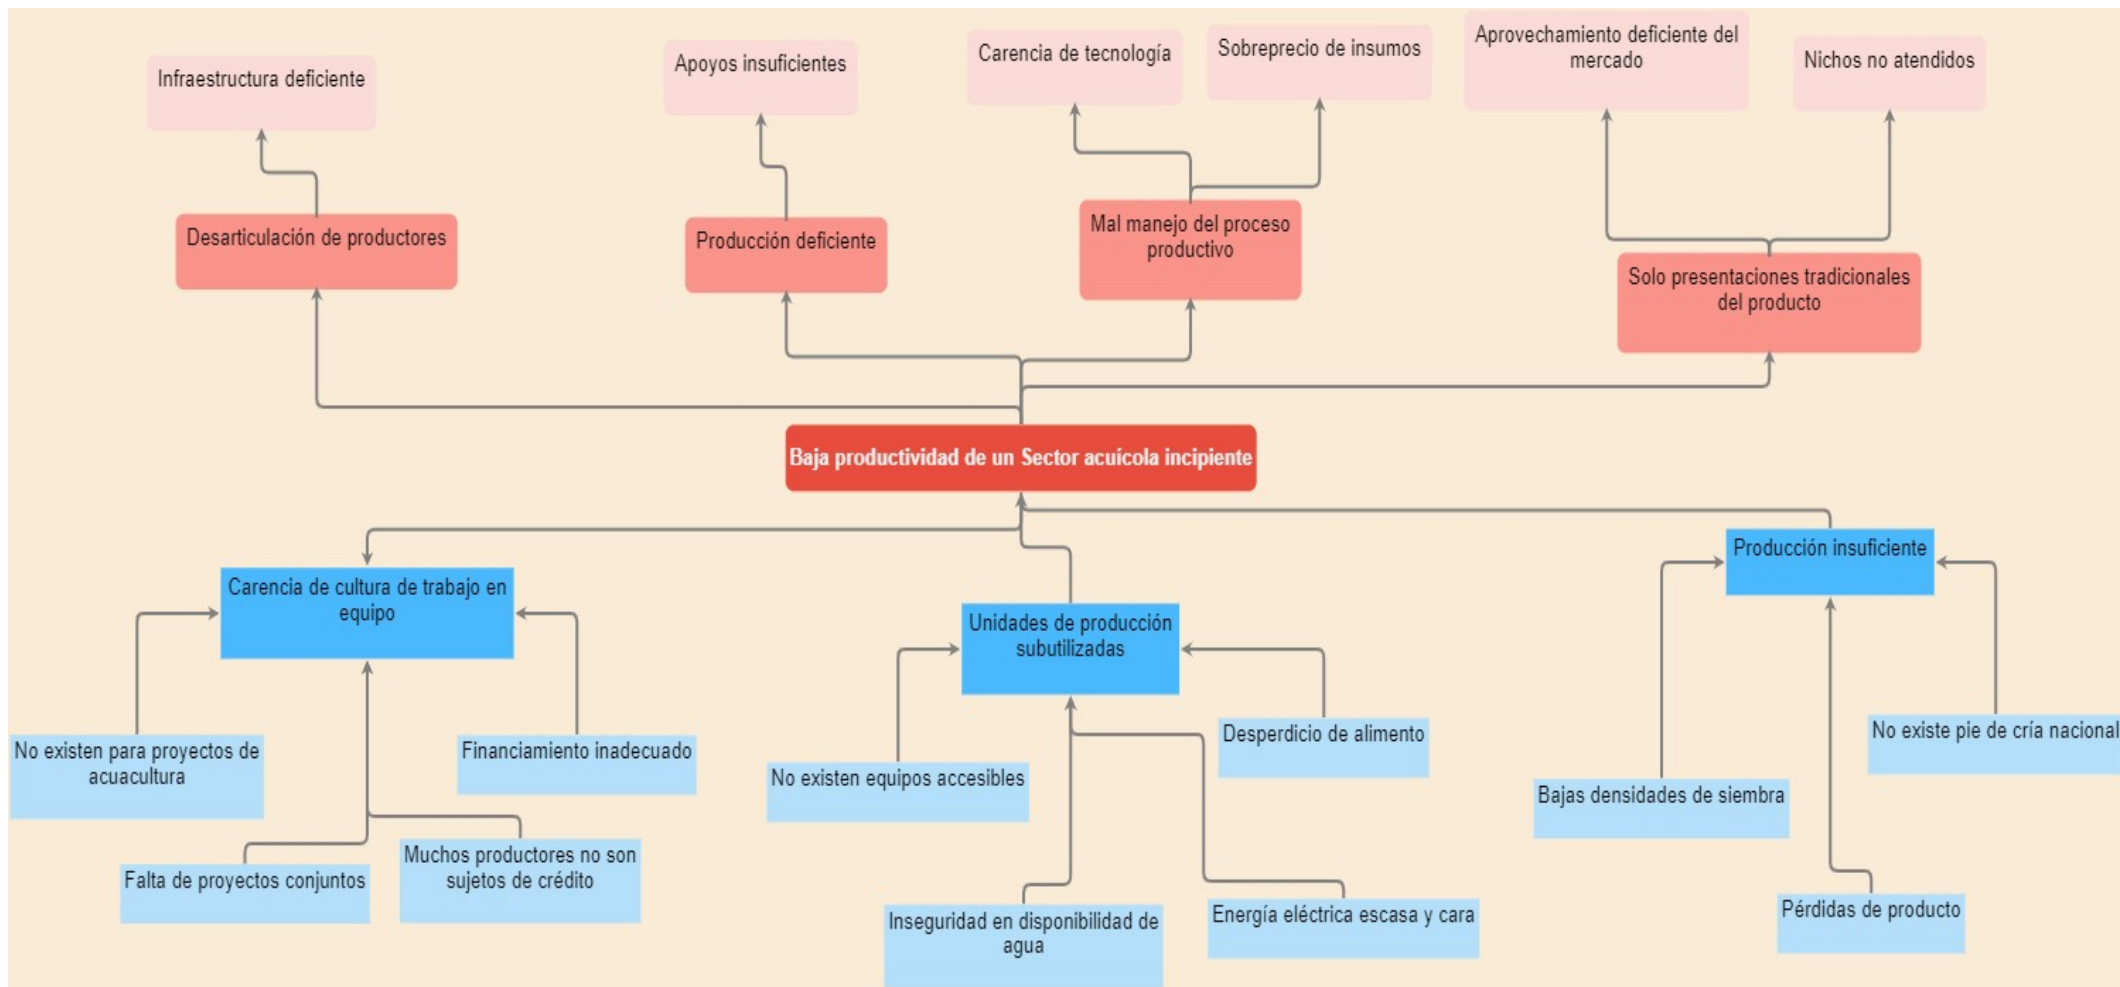 Infraestructura deficiente
Apoyos insuficientes
Carencia de tecnología
Sobreprecio de insumos
Aprovechamiento deficiente del
mercado
Nichos no atendidos
Desarticulación de productores
Producción deficiente
Mal manejo del proceso
productivo
Solo presentaciones tradicionales
del producto
Baja productividad de un Sector acuícola incipiente
Carencia de cultura de trabajo en
equipo
Unidades de producción
subutilizadas
Producción insuficiente
No existen para proyectos de
acuacultura
Financiamiento inadecuado
Falta de proyectos conjuntos
Muchos productores no son
sujetos de crédito
No existen equipos accesibles
Desperdicio de alimento
Inseguridad en disponibilidad de
agua
Energía eléctrica escasa y cara
Bajas densidades de siembra
No existe pie de cría nacional
Pérdidas de producto